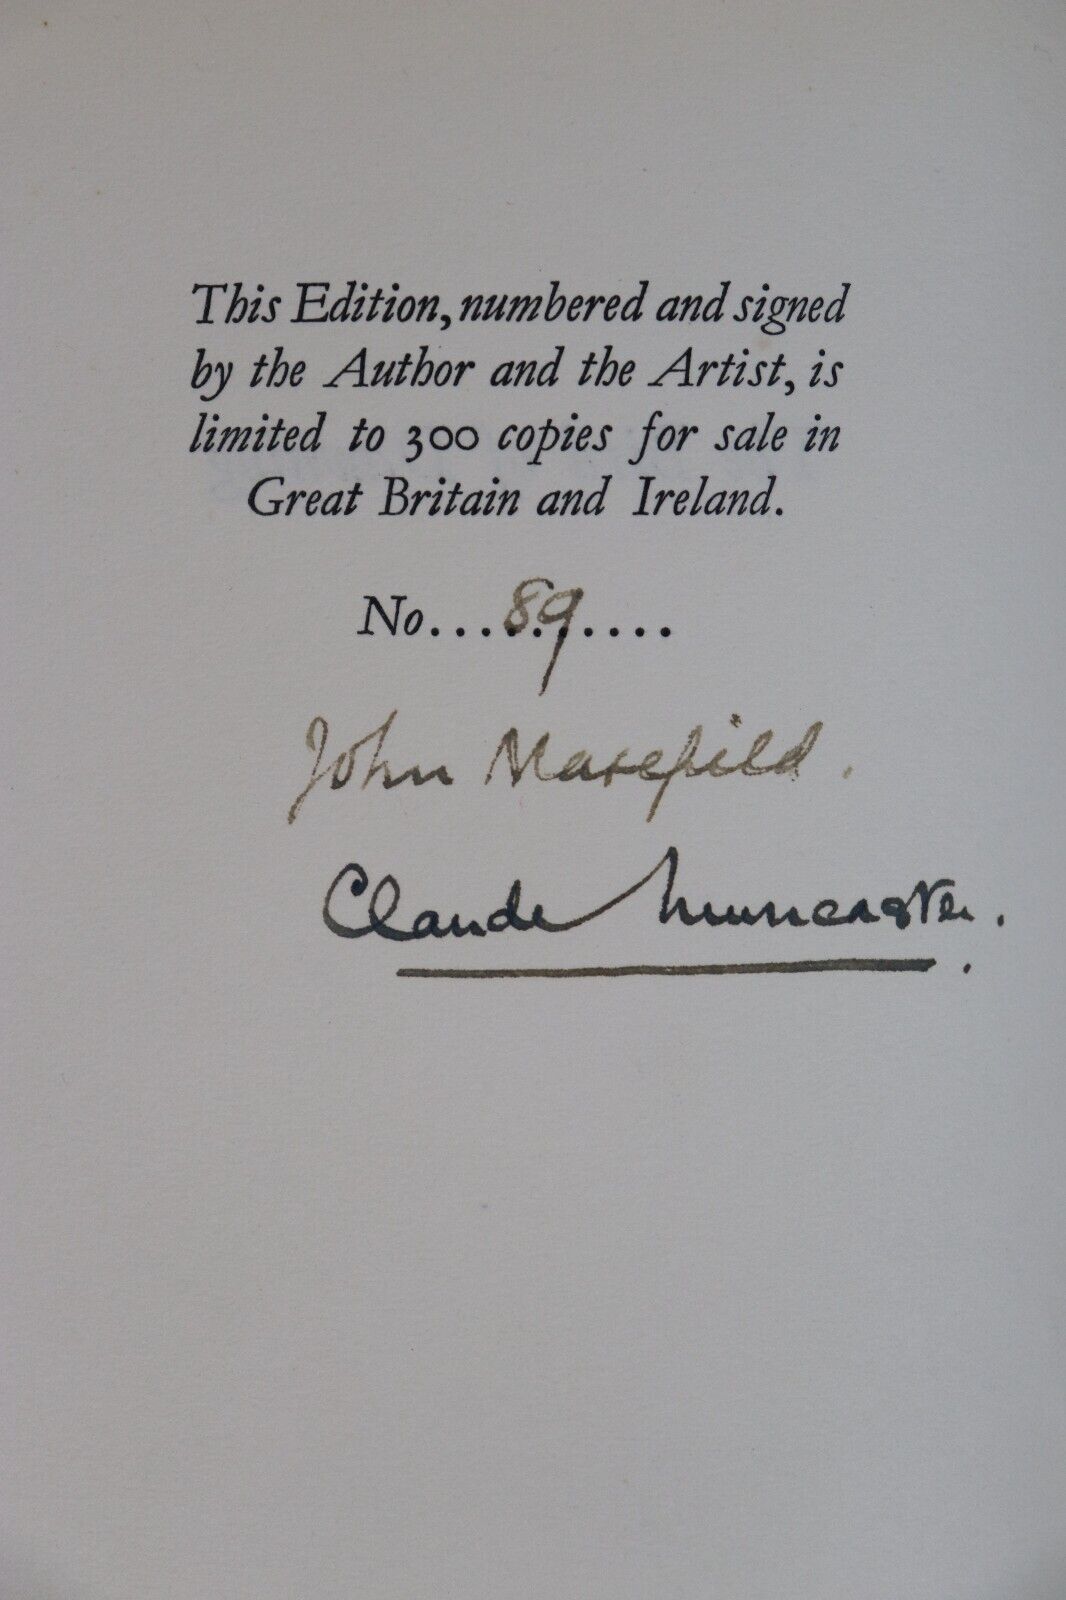 This Edition, numbered and signed
by the Author and the Artist, is
limited to 300 copies for sale in
Great Britain and Ireland.
No....89......
John Masefield.
Claude Muncaster.